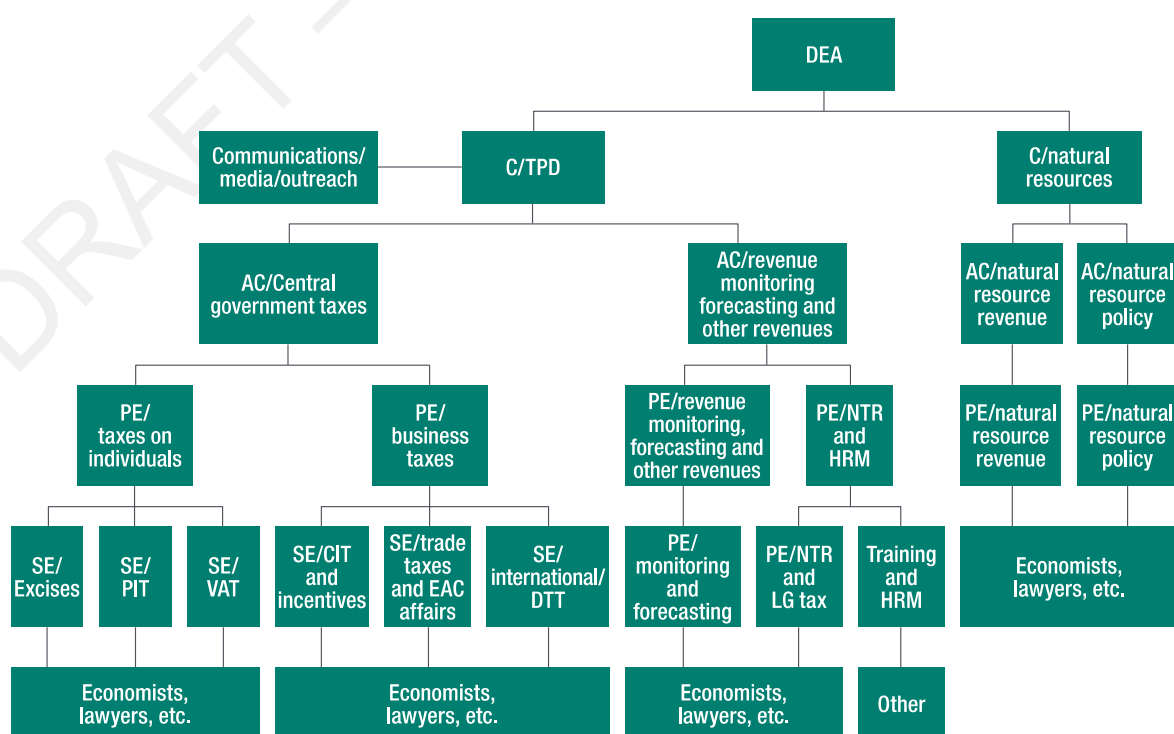 DRAFT –
DEA
Communications/
media/outreach
C/TPD
C/natural
resources
AC/Central
government taxes
AC/revenue
monitoring
forecasting and
other revenues
AC/natural
resource
revenue
AC/natural
resource
policy
PE/
taxes on
individuals
PE/
business
taxes
PE/revenue
monitoring,
forecasting and
other revenues
PE/NTR
and
HRM
PE/natural
resource
revenue
PE/natural
resource
policy
SE/
Excises
SE/
PIT
SE/
VAT
SE/CIT
and
incentives
SE/trade
taxes
and EAC
affairs
SE/
international/
DTT
PE/
monitoring
and
forecasting
PE/NTR
and
LG tax
Training
and
HRM
Economists,
lawyers, etc.
Economists,
lawyers, etc.
Economists,
lawyers, etc.
Economists,
lawyers, etc.
Other